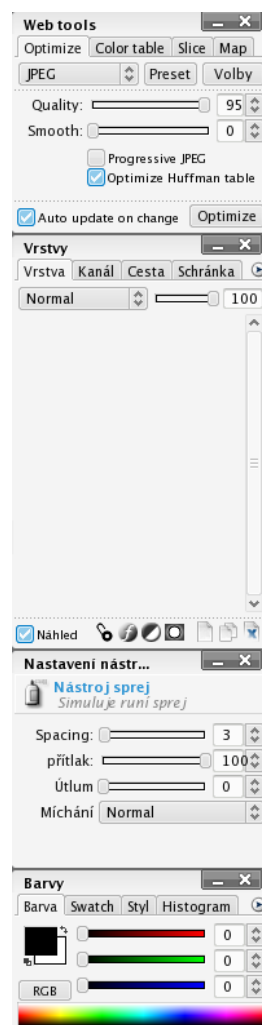 Web tools
Optimize Color table Slice Map
JPEG Preset Volby
Quality: 95
Smooth: 0
Progressive JPEG
Optimize Huffman table
Auto update on change Optimize
Vrstvy
Vrstva Kanál Cesta Schránka
Normal 100
Náhled
Nastavení nástr...
Nástroj sprej
Simuluje runí sprej
Spacing: 3
přítlak: 100
Útlum 0
Míchání Normal
Barvy
Barva Swatch Styl Histogram
0
0
RGB 0